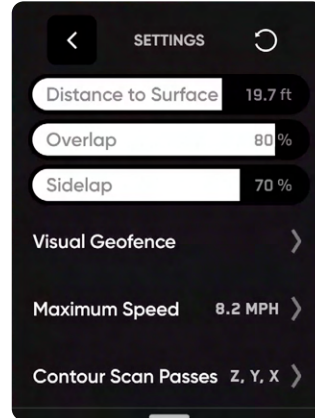 SETTINGS
Distance to Surface 19.7 ft
Overlap 80 %
Sidelap 70 %
Visual Geofence
Maximum Speed 8.2 MPH
Contour Scan Passes Z, Y, X